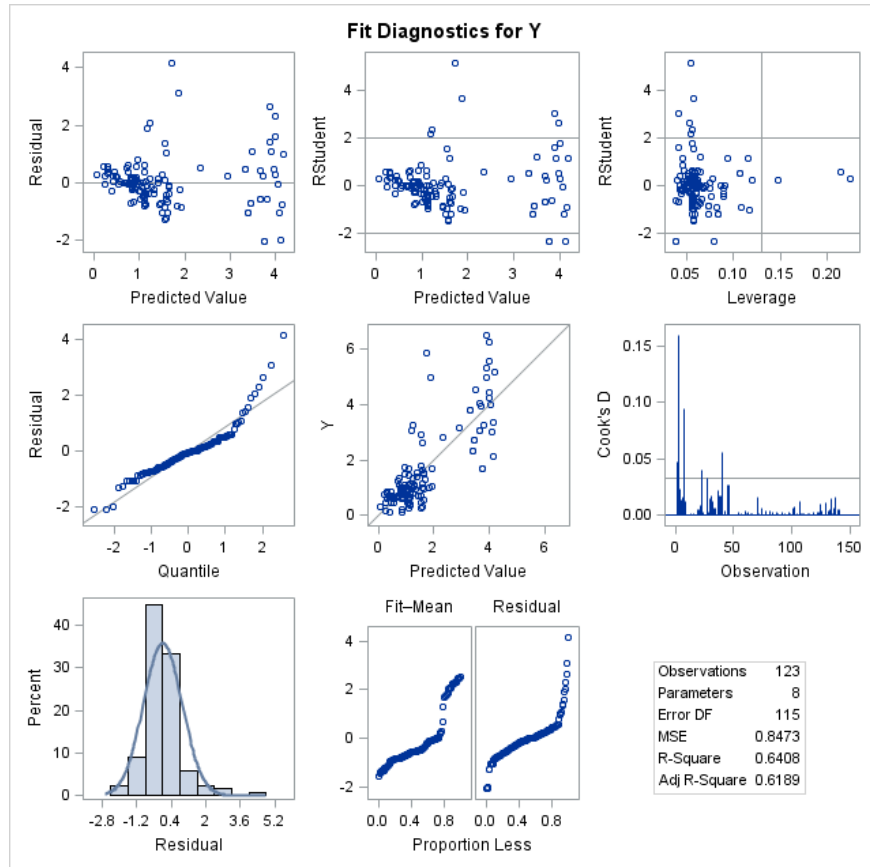 Fit Diagnostics for Y
Residual
4
2
0
-2
0 1 2 3 4
Predicted Value
RStudent
4
2
0
-2
0 1 2 3 4
Predicted Value
RStudent
4
2
0
-2
0.05 0.10 0.15 0.20
Leverage
Residual
4
2
0
-2
-2 -1 0 1 2
Quantile
Y
6
4
2
0
0 2 4 6
Predicted Value
Cook's D
0.15
0.10
0.05
0.00
0 50 100 150
Observation
Percent
40
30
20
10
0
-2.8 -1.2 0.4 2 3.6 5.2
Residual
Fit–Mean Residual
4
2
0
-2
0.0 0.4 0.8 0.0 0.4 0.8
Proportion Less
Observations 123
Parameters 8
Error DF 115
MSE 0.8473
R-Square 0.6408
Adj R-Square 0.6189